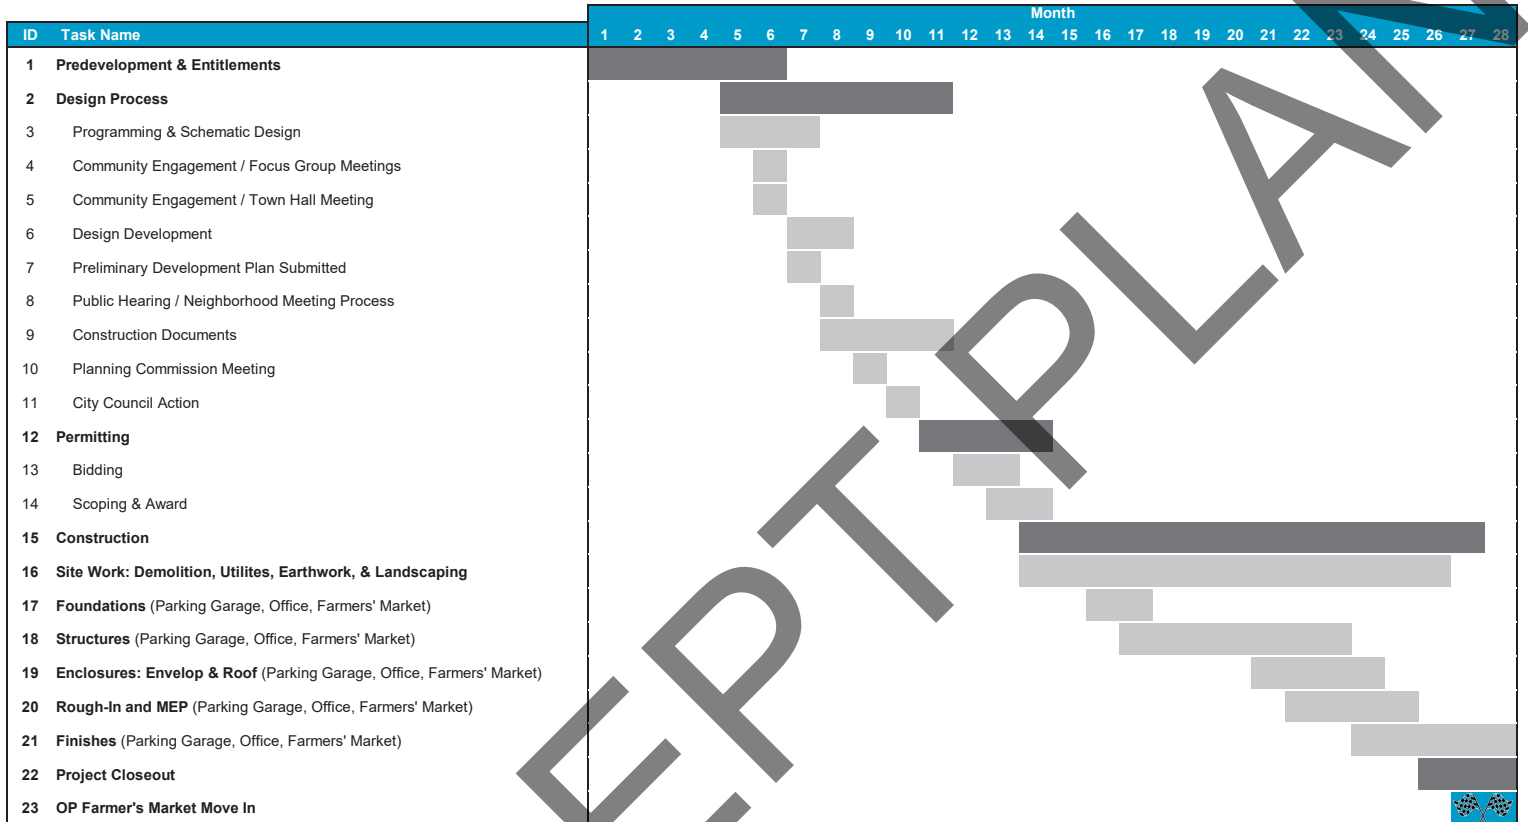 Month
ID Task Name 1 2 3 4 5 6 7 8 9 10 11 12 13 14 15 16 17 18 19 20 21 22 23 24 25 26 27 28
1 Predevelopment & Entitlements
2 Design Process
3 Programming & Schematic Design
4 Community Engagement / Focus Group Meetings
5 Community Engagement / Town Hall Meeting
6 Design Development
7 Preliminary Development Plan Submitted
8 Public Hearing / Neighborhood Meeting Process
9 Construction Documents
10 Planning Commission Meeting
11 City Council Action
12 Permitting
13 Bidding
14 Scoping & Award
15 Construction
16 Site Work: Demolition, Utilites, Earthwork, & Landscaping
17 Foundations (Parking Garage, Office, Farmers' Market)
18 Structures (Parking Garage, Office, Farmers' Market)
19 Enclosures: Envelop & Roof (Parking Garage, Office, Farmers' Market)
20 Rough-In and MEP (Parking Garage, Office, Farmers' Market)
21 Finishes (Parking Garage, Office, Farmers' Market)
22 Project Closeout
23 OP Farmer's Market Move In
EPT PLAN